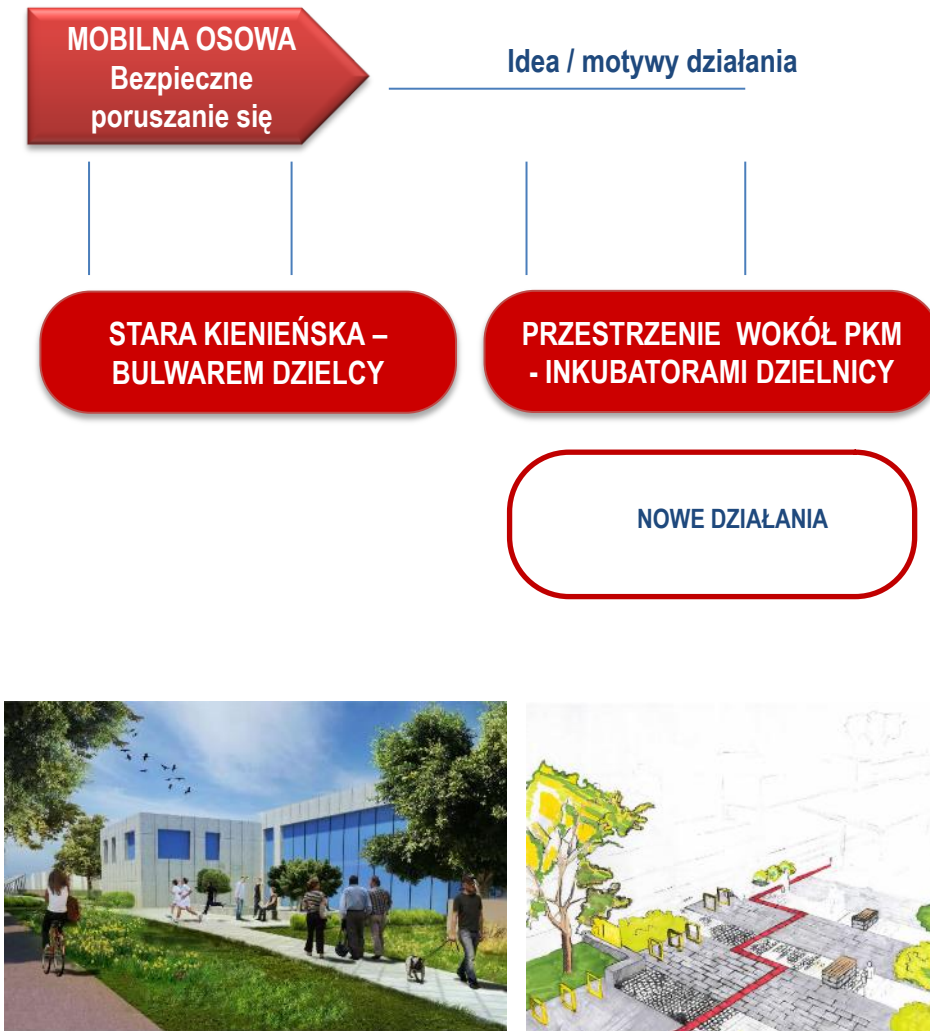 MOBILNA OSOWA
Bezpieczne
poruszanie się
Idea / motywy działania
STARA KIENIEŃSKA –
BULWAREM DZIELCY
PRZESTRZENIE WOKÓŁ PKM
- INKUBATORAMI DZIELNICY
NOWE DZIAŁANIA